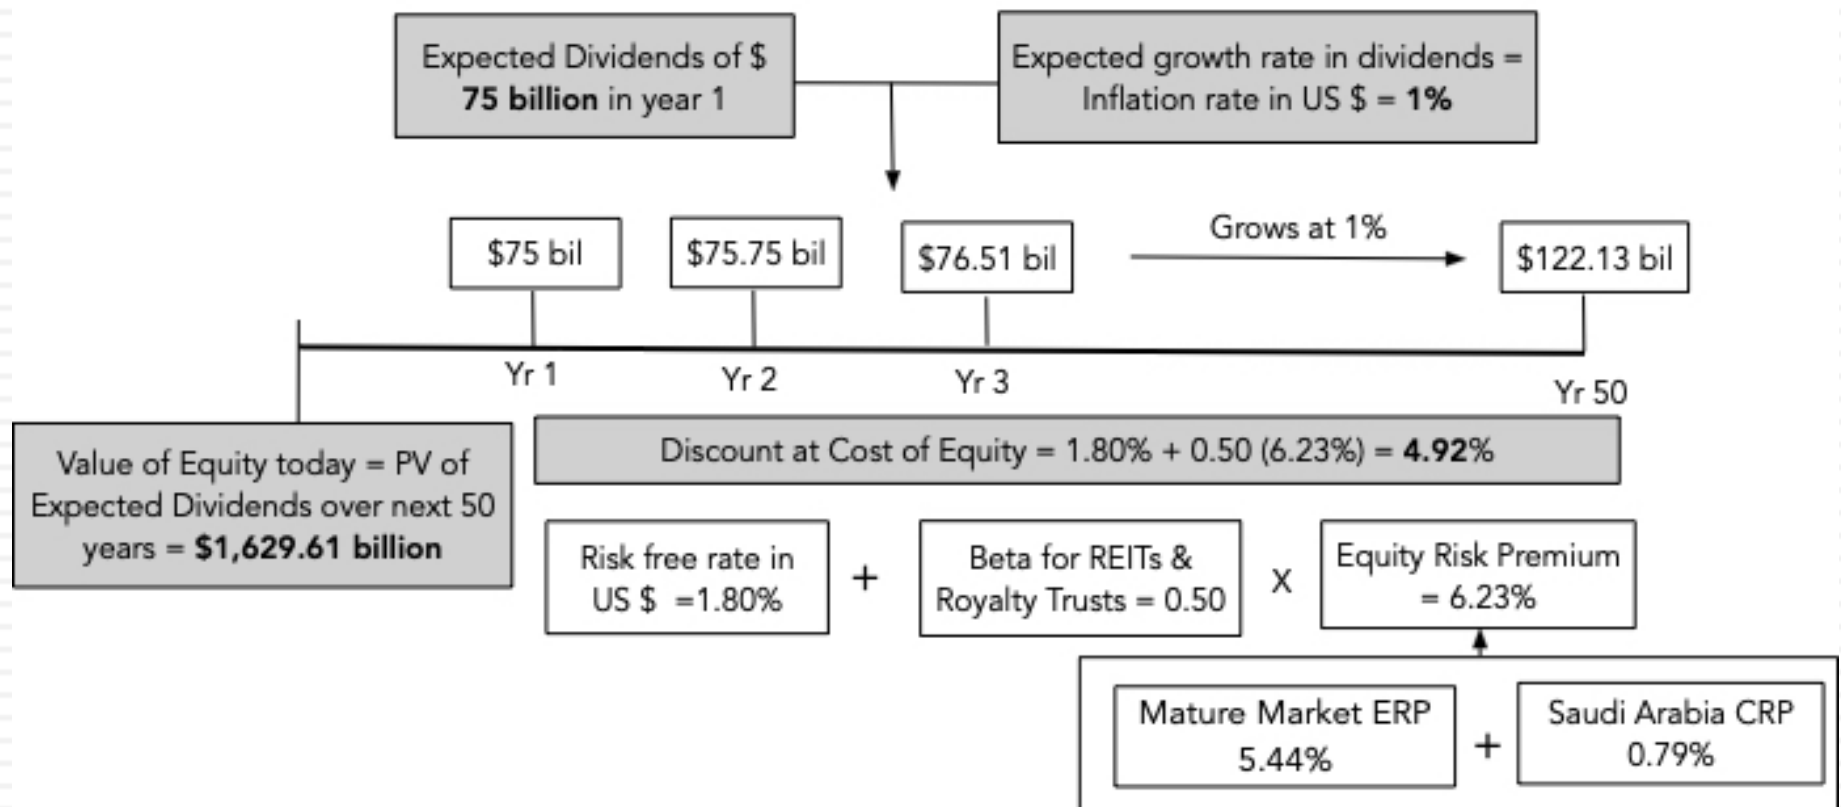 Expected Dividends of $
75 billion in year 1
Expected growth rate in dividends =
Inflation rate in US $ = 1%
$75 bil
$75.75 bil
$76.51 bil
Grows at 1%
$122.13 bil
Yr 1
Yr 2
Yr 3
Yr 50
Value of Equity today = PV of
Expected Dividends over next 50
years = $1,629.61 billion
Discount at Cost of Equity = 1.80% + 0.50 (6.23%) = 4.92%
Risk free rate in
US $ =1.80%
+
Beta for REITs &
Royalty Trusts = 0.50
X
Equity Risk Premium
= 6.23%
Mature Market ERP
5.44%
+
Saudi Arabia CRP
0.79%